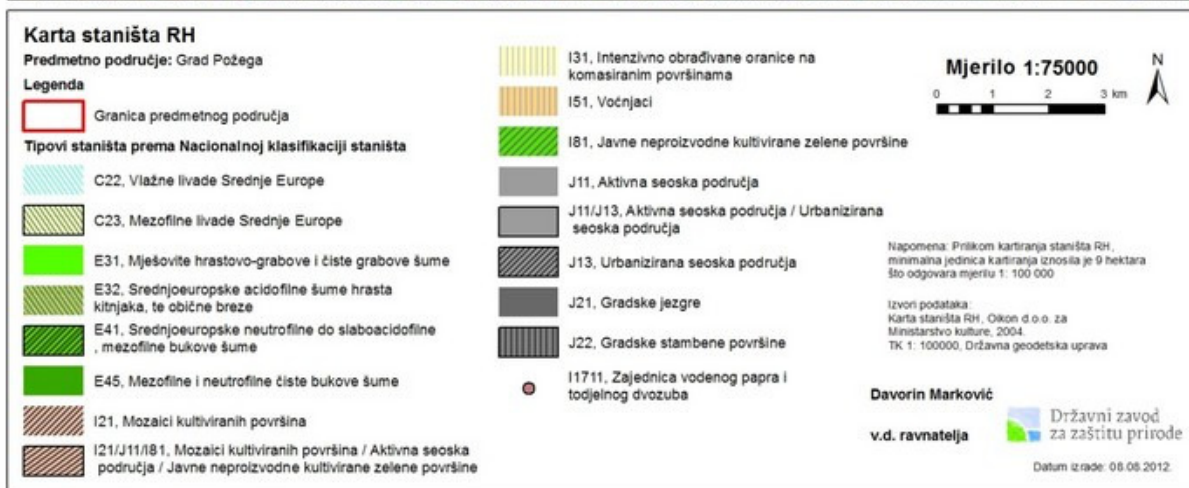 Karta staništa RH
Predmetno područje: Grad Požega
Legenda
Granica predmetnog područja
Tipovi staništa prema Nacionalnoj klasifikaciji staništa
C22, Vlažne livade Srednje Europe
C23, Mezofilne livade Srednje Europe
E31, Mješovite hrastovo-grabove i čiste grabove šume
E32, Srednjoeuropske acidofilne šume hrasta
kitnjaka, te obične breze
E41, Srednjoeuropske neutrofilne do slaboacidofilne
, mezofilne bukove šume
E45, Mezofilne i neutrofilne čiste bukove šume
I21, Mozaici kultiviranih površina
I21/J11/I81, Mozaici kultiviranih površina / Aktivna seoska
područja / Javne neproizvodne kultivirane zelene površine
I31, Intenzivno obrađivane oranice na
komasiranim površinama
I51, Voćnjaci
I81, Javne neproizvodne kultivirane zelene površine
J11, Aktivna seoska područja
J11/J13, Aktivna seoska područja / Urbanizirana
seoska područja
J13, Urbanizirana seoska područja
J21, Gradske jezgre
J22, Gradske stambene površine
I1711, Zajednica vodenog papra i
todjelnog dvozuba
Mjerilo 1:75000
N
0 1 2 3 km
Napomena: Prilikom kartiranja staništa RH,
minimalna jedinica kartiranja iznosila je 9 hektara
što odgovara mjerilu 1: 100 000
Izvori podataka:
Karta staništa RH, Oikon d.o.o. za
Ministarstvo kulture, 2004.
TK 1: 100000, Državna geodetska uprava
Davorin Marković
v.d. ravnatelja
Državni zavod
za zaštitu prirode
Datum izrade: 08.08.2012.